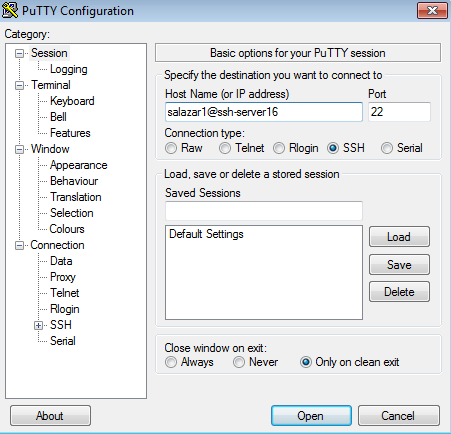 PuTTY Configuration
Category:
Session
Logging
Terminal
Keyboard
Bell
Features
Window
Appearance
Behaviour
Translation
Selection
Colours
Connection
Data
Proxy
Telnet
Rlogin
SSH
Serial
Basic options for your PuTTY session
Specify the destination you want to connect to
Host Name (or IP address) Port
salazar1@ssh-server16 22
Connection type:
Raw Telnet Rlogin SSH Serial
Load, save or delete a stored session
Saved Sessions
Default Settings
Load
Save
Delete
Close window on exit:
Always Never Only on clean exit
About Open Cancel